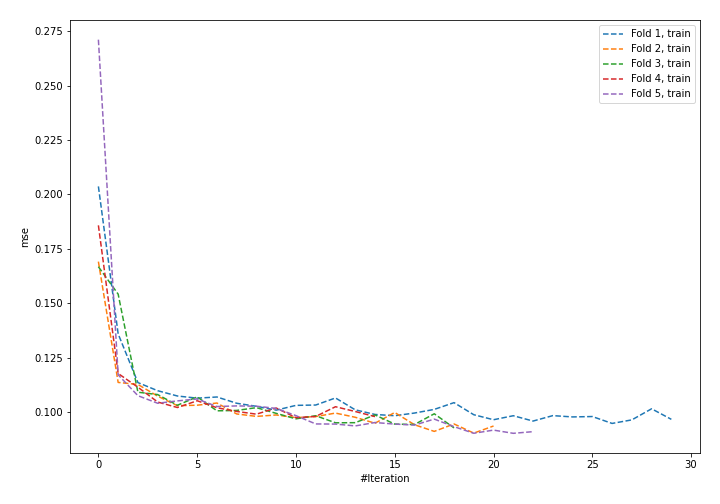 0.275
0.250
0.225
0.200
0.175
0.150
0.125
0.100
mse
0
5
10
15
20
25
30
#Iteration
Fold 1, train
Fold 2, train
Fold 3, train
Fold 4, train
Fold 5, train